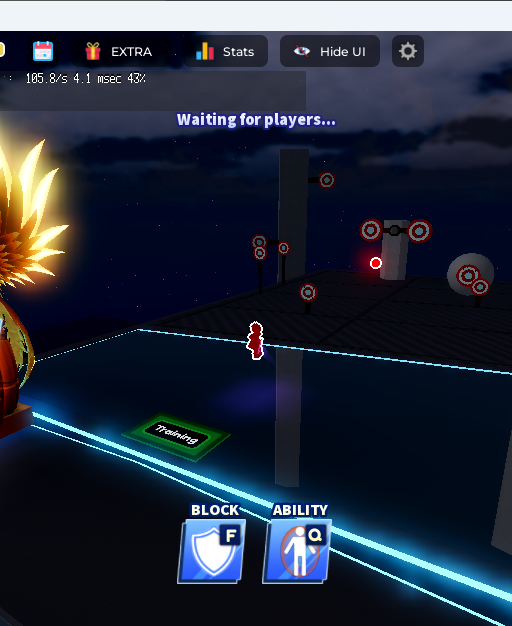 EXTRA
Stats
Hide UI
: 105.8/s 4.1 msec 43%
Waiting for players...
Training
BLOCK
ABILITY
F
Q